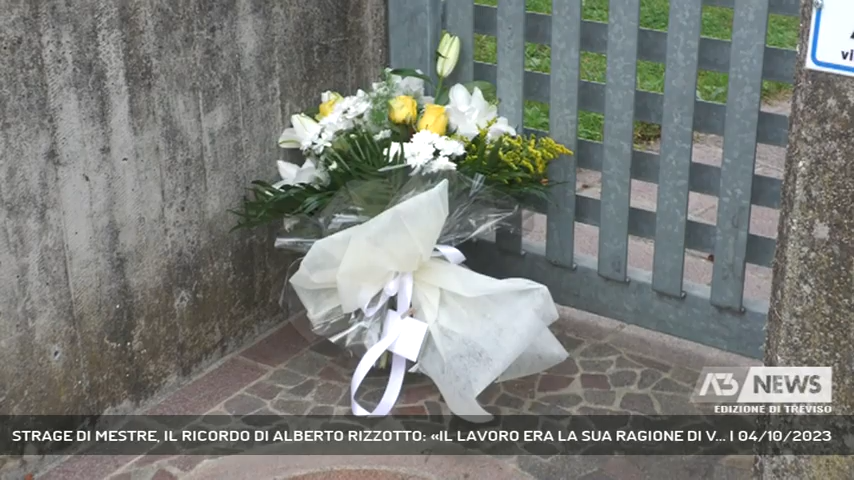 vi
A3 NEWS
EDIZIONE DI TREVISO
STRAGE DI MESTRE, IL RICORDO DI ALBERTO RIZZOTTO: «IL LAVORO ERA LA SUA RAGIONE DI V... | 04/10/2023